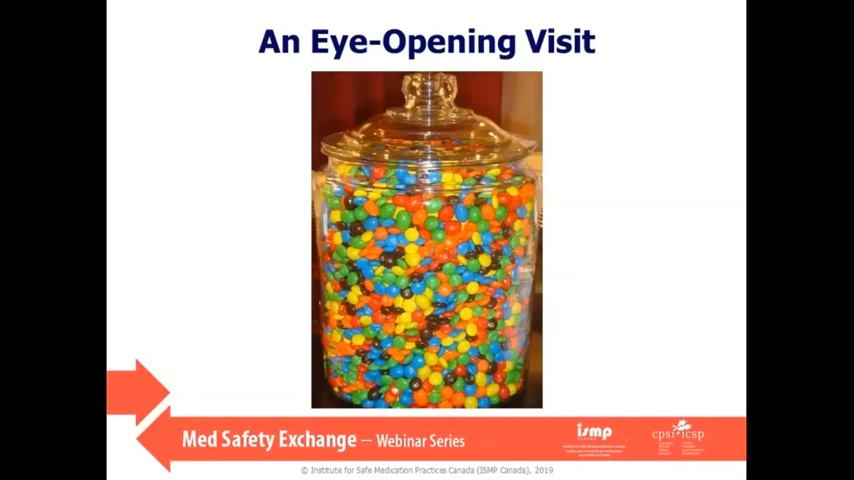 An Eye-Opening Visit
Med Safety Exchange – Webinar Series
ismp
CANADA
cpsi icsp
© Institute for Safe Medication Practices Canada (ISMP Canada), 2019